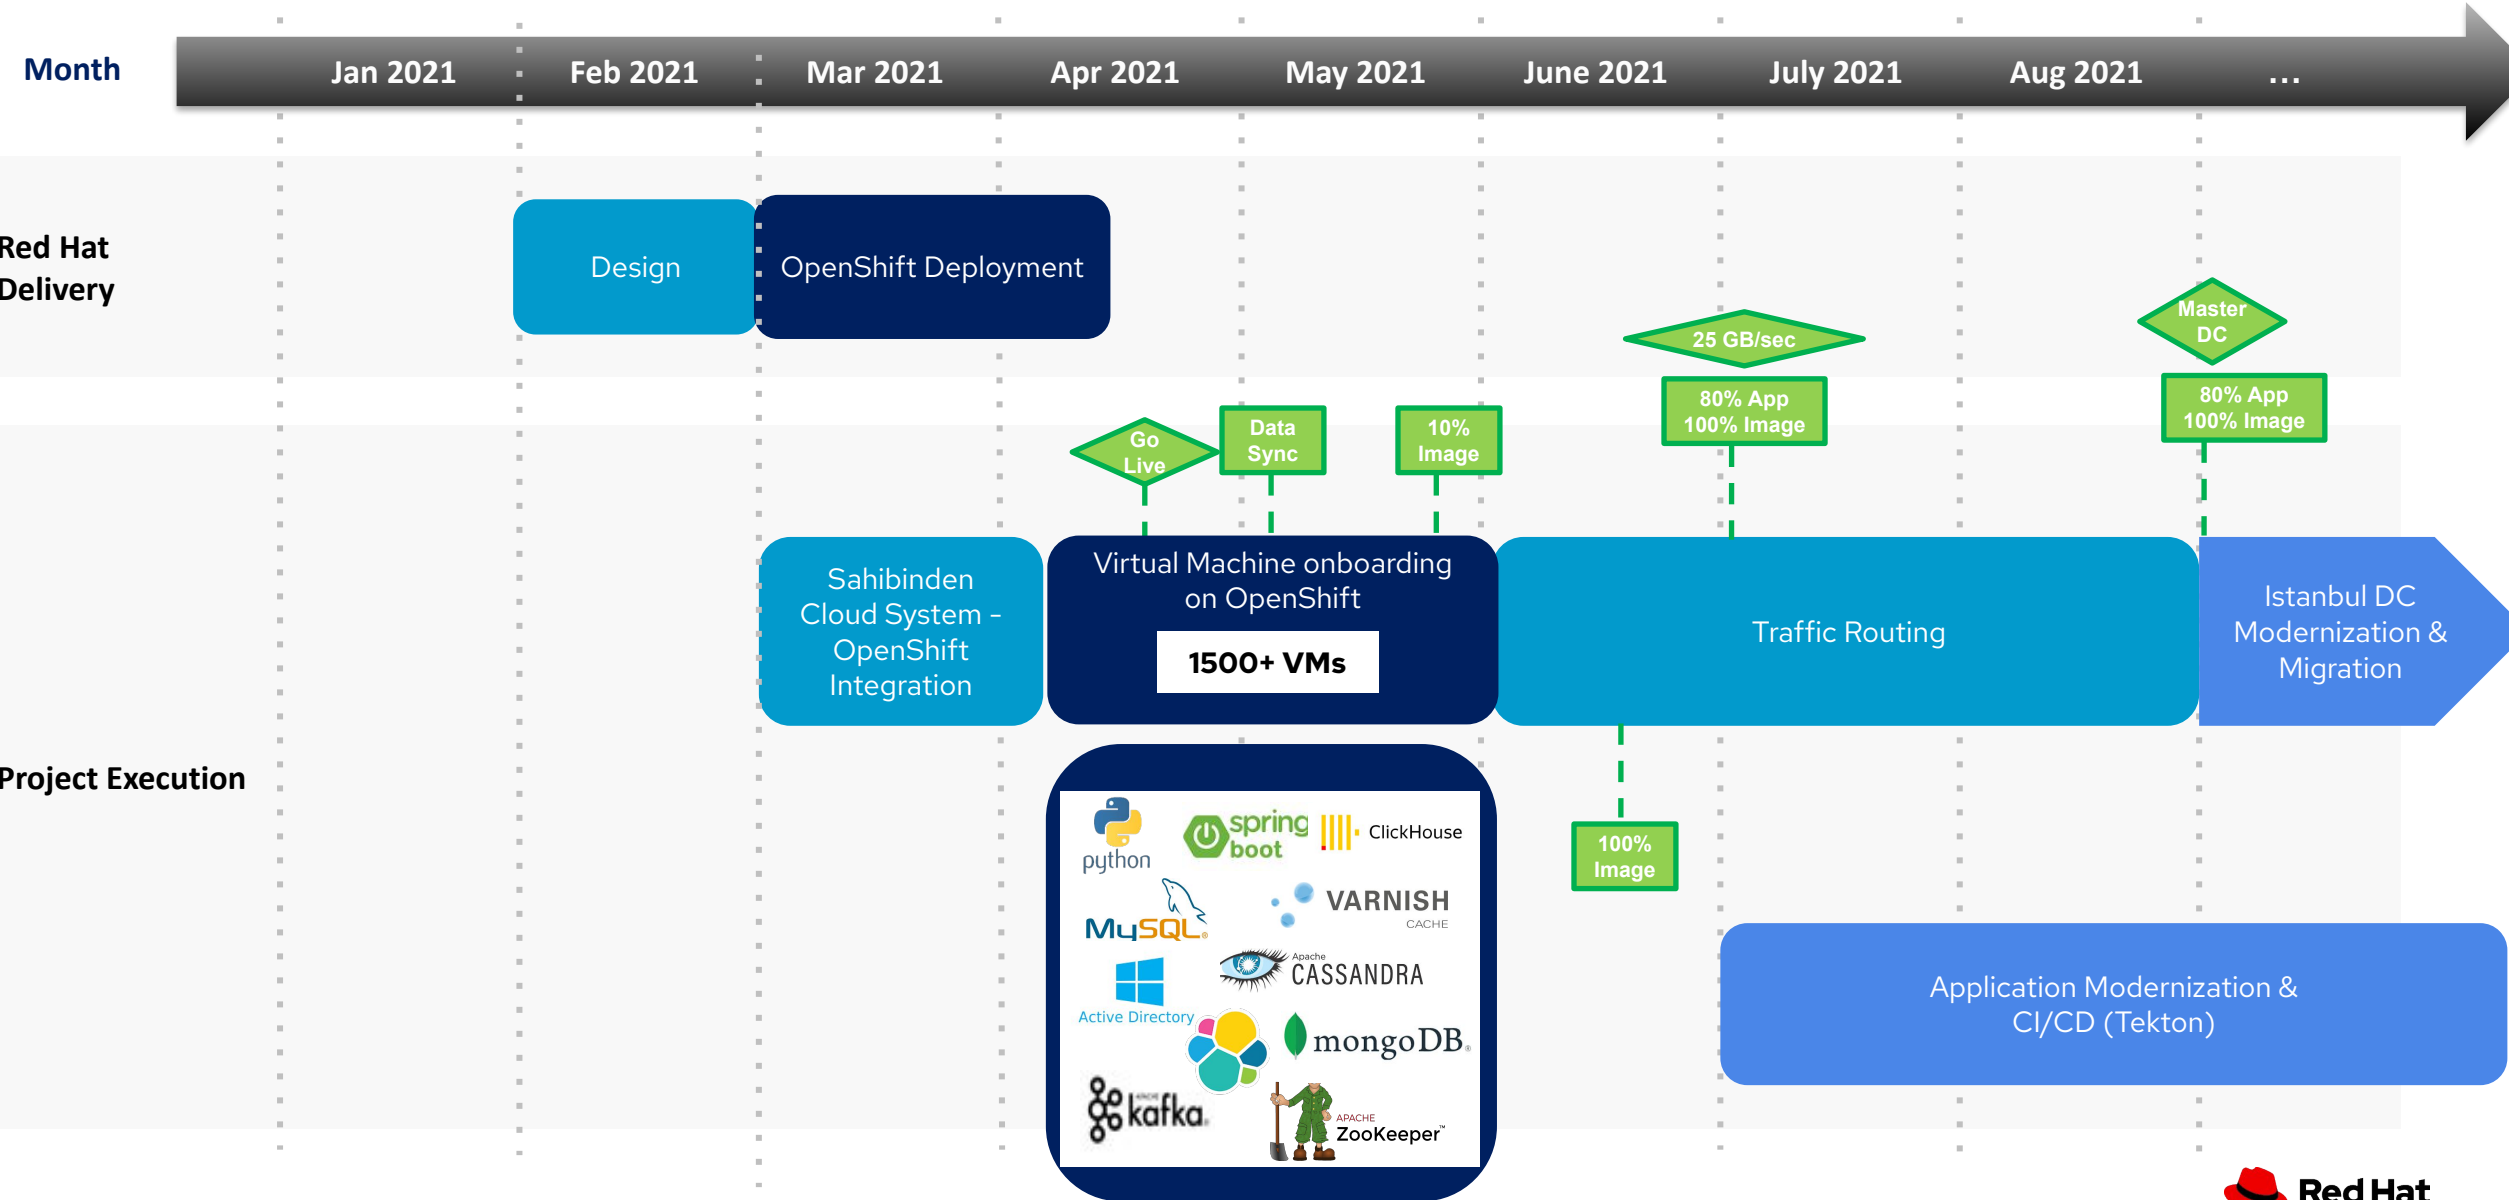 Month
Jan 2021
Feb 2021
Mar 2021
Apr 2021
May 2021
June 2021
July 2021
Aug 2021
...
Red Hat
Delivery
Design
OpenShift Deployment
Master
DC
25 GB/sec
80% App
100% Image
80% App
100% Image
Go
Live
Data
Sync
10%
Image
Sahibinden
Cloud System -
OpenShift
Integration
Virtual Machine onboarding
on OpenShift
1500+ VMs
Traffic Routing
Istanbul DC
Modernization &
Migration
Project Execution
python
spring
boot
ClickHouse
100%
Image
MySQL®
VARNISH
CACHE
Apache
CASSANDRA
Active Directory
mongoDB®
APACHE
kafka®
APACHE
ZooKeeper™
Application Modernization &
CI/CD (Tekton)
Red Hat